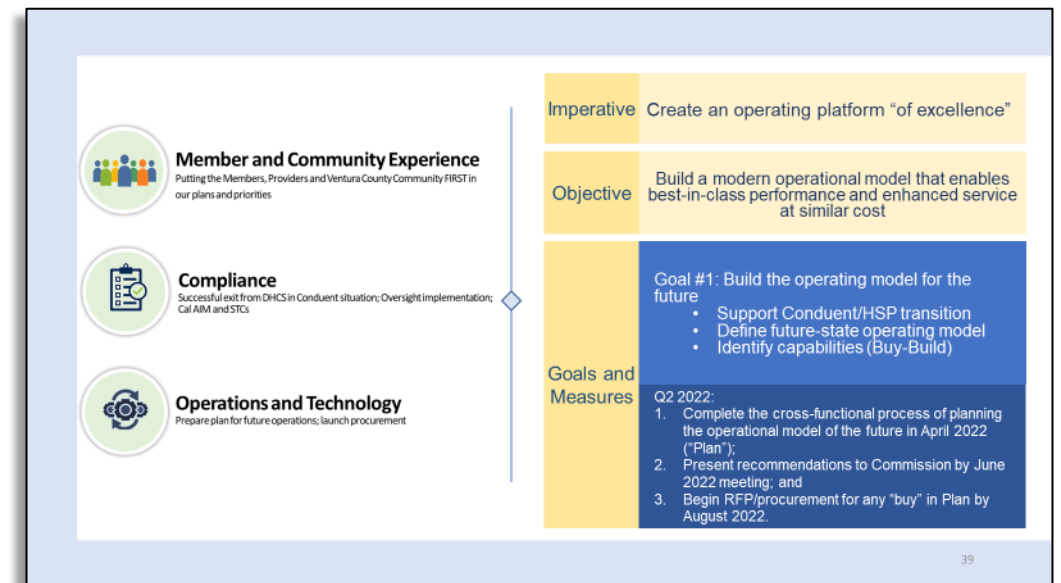 Member and Community Experience
Putting the Members, Providers and Ventura County Community FIRST in
our plans and priorities
Compliance
Successful exit from DHCS in Conduent situation; Oversight implementation;
Cal AIM and STCs
Operations and Technology
Prepare plan for future operations; launch procurement
Imperative
Create an operating platform “of excellence”
Objective
Build a modern operational model that enables
best-in-class performance and enhanced service
at similar cost
Goals and
Measures
Goal #1: Build the operating model for the
future
• Support Conduent/HSP transition
• Define future-state operating model
• Identify capabilities (Buy-Build)
Q2 2022:
1. Complete the cross-functional process of planning
the operational model of the future in April 2022
(“Plan”);
2. Present recommendations to Commission by June
2022 meeting; and
3. Begin RFP/procurement for any “buy” in Plan by
August 2022.
39